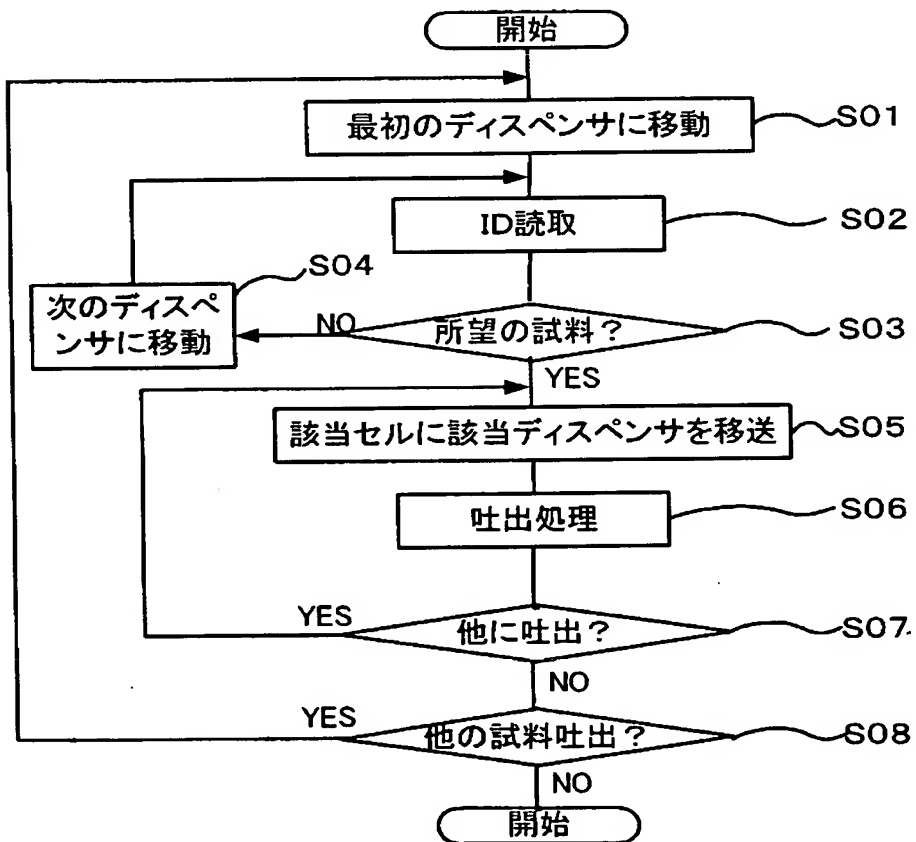 開始
最初のディスペンサに移動
S01
ID読取
S02
S04
次のディスペ
ンサに移動
NO
所望の試料?
S03
YES
該当セルに該当ディスペンサを移送
S05
吐出処理
S06
YES
他に吐出?
S07
NO
YES
他の試料吐出?
S08
NO
開始